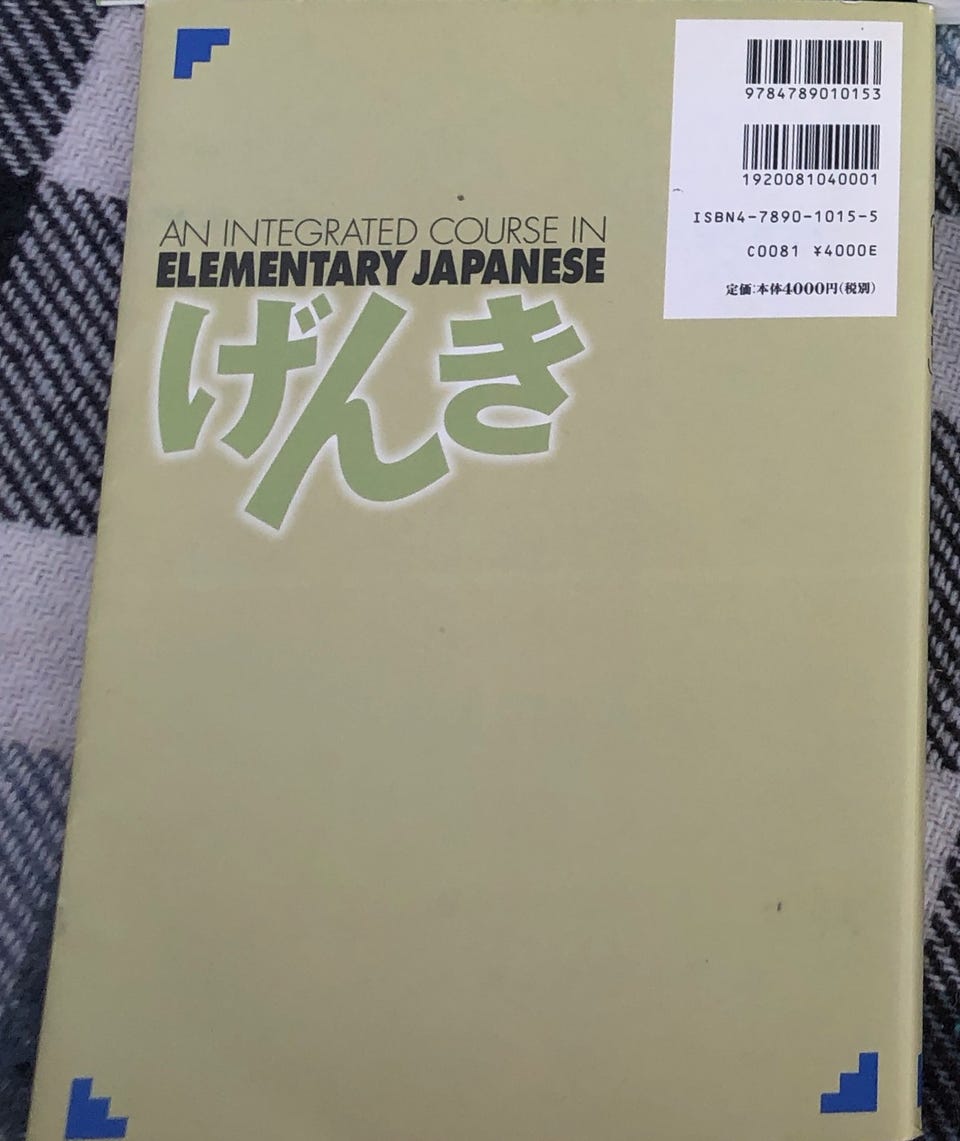 9784789010153
1920081040001
ISBN4-7890-1015-5
C0081 ¥4000E
定価:本体4000円(税別)
AN INTEGRATED COURSE IN
ELEMENTARY JAPANESE
げんき